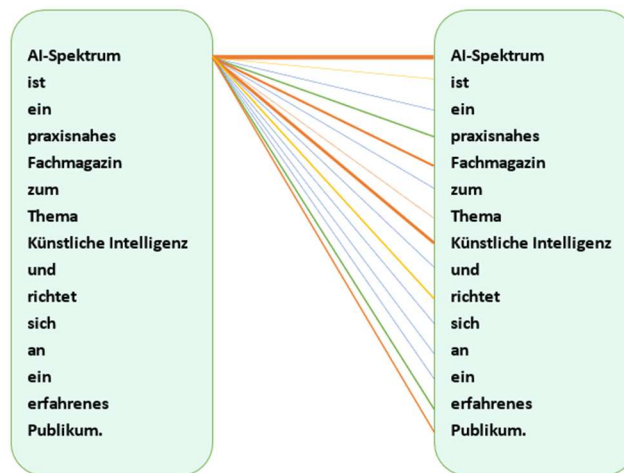 AI-Spektrum
ist
ein
praxisnahes
Fachmagazin
zum
Thema
Künstliche Intelligenz
und
richtet
sich
an
ein
erfahrenes
Publikum.
AI-Spektrum
ist
ein
praxisnahes
Fachmagazin
zum
Thema
Künstliche Intelligenz
und
richtet
sich
an
ein
erfahrenes
Publikum.